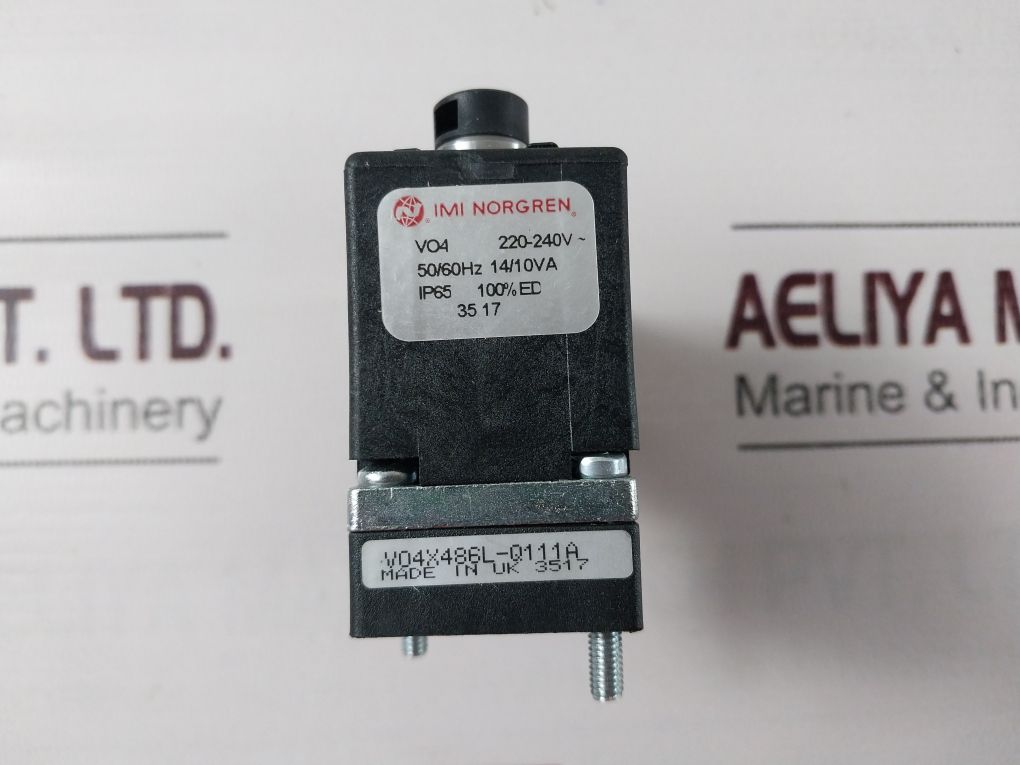 IMI NORGREN®
VO4 220-240V ~
50/60Hz 14/10VA
IP65 100% ED
35 17
VO4X486L-Q111A
MADE IN UK 3517
T. LTD.
achinery
AELIYA M
Marine & In